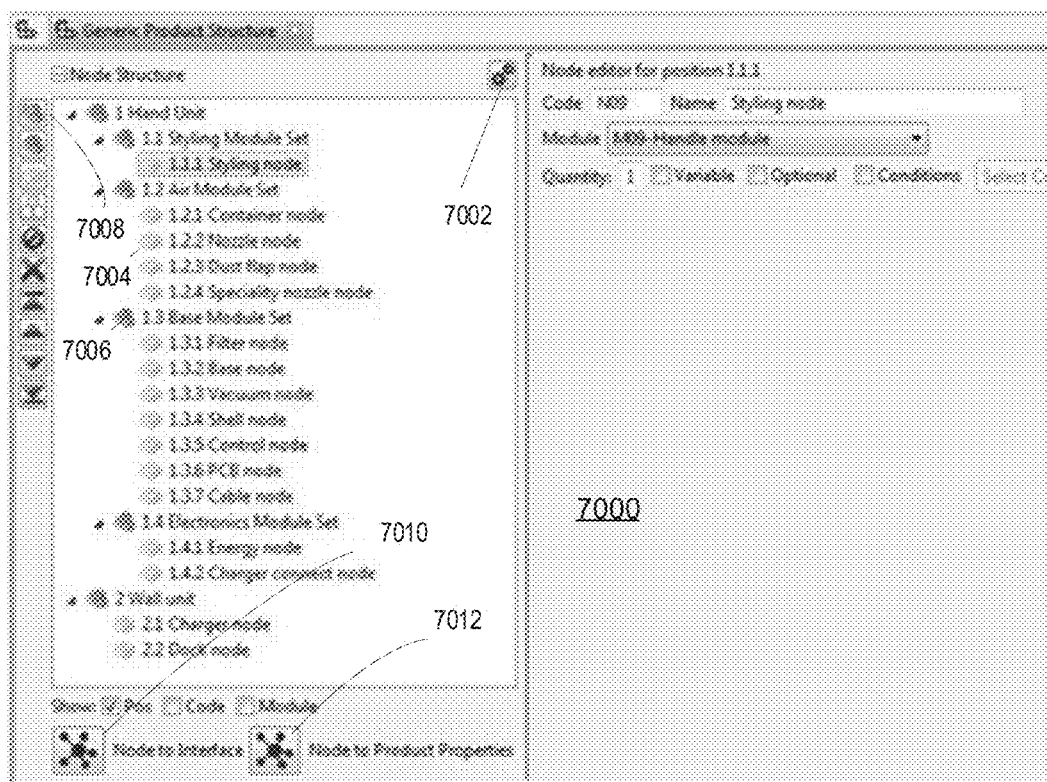 Generic Product Structure
Node Structure
1 Hand Unit
1.1 Styling Module Set
1.1.1 Styling node
1.2 Air Module Set
1.2.1 Container node
1.2.2 Nozzle node
1.2.3 Dust flap node
1.2.4 Speciality nozzle node
1.3 Base Module Set
1.3.1 Filter node
1.3.2 Base node
1.3.3 Vacuum node
1.3.4 Shell node
1.3.5 Control node
1.3.6 PCB node
1.3.7 Cable node
1.4 Electronics Module Set
1.4.1 Energy node
1.4.2 Charger connect node
2 Wall unit
2.1 Charger node
2.2 Dock node
Show: Pos Code Module
Node to Interface Node to Product Properties
7008
7004
7006
7002
7010
7012
Node editor for position 1.1.1
Code M09 Name Styling node
Module M09-Handle module
Quantity: 1 Variable Optional Conditions Select Co
7000